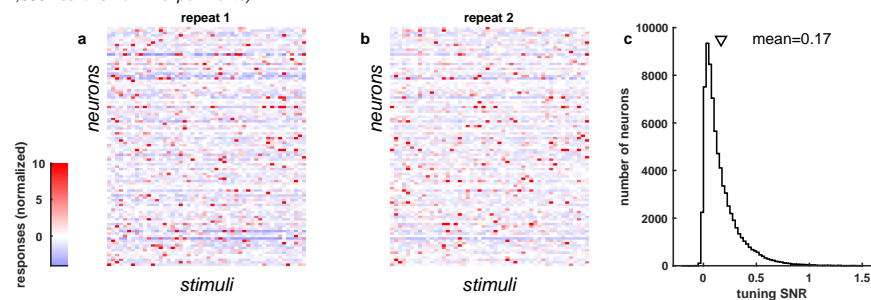 repeat 1
repeat 2
a
b
c
neurons
neurons
mean=0.17
10000
8000
6000
4000
2000
0
number of neurons
responses (normalized)
10
0
stimuli
stimuli
0
0.5
1
1.5
tuning SNR